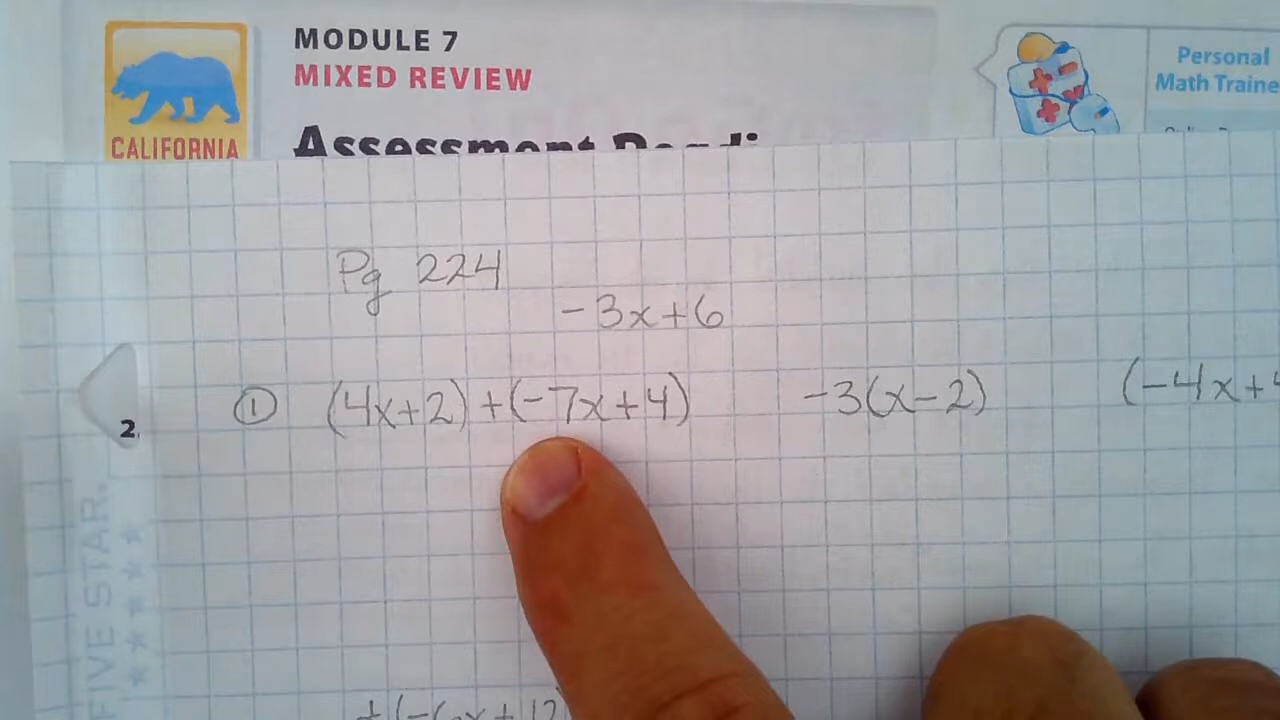 MODULE 7
MIXED REVIEW
CALIFORNIA
Personal
Math Traine
Pg 224
-3x+6
2.
① (4x+2)+(-7x+4) -3(x-2) (-4x+
FIVE STAR.